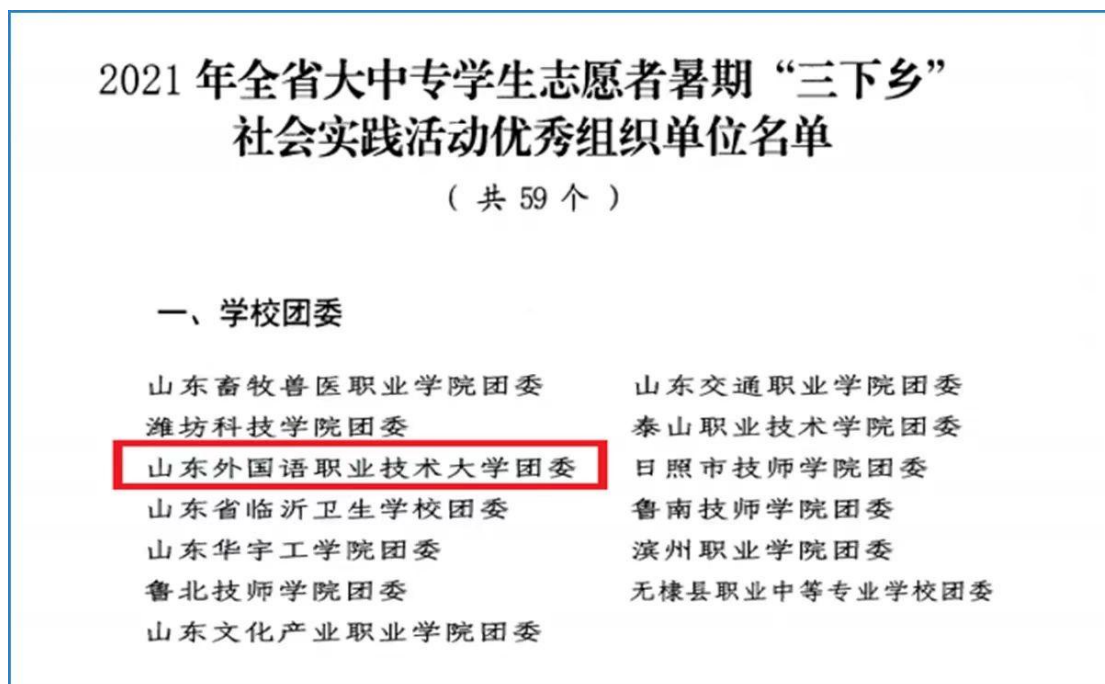 2021 年全省大中专学生志愿者暑期“三下乡”
社会实践活动优秀组织单位名单
（ 共 59 个 ）
一、学校团委
山东畜牧兽医职业学院团委 山东交通职业学院团委
潍坊科技学院团委 泰山职业技术学院团委
山东外国语职业技术大学团委 日照市技师学院团委
山东省临沂卫生学校团委 鲁南技师学院团委
山东华宇工学院团委 滨州职业学院团委
鲁北技师学院团委 无棣县职业中等专业学校团委
山东文化产业职业学院团委